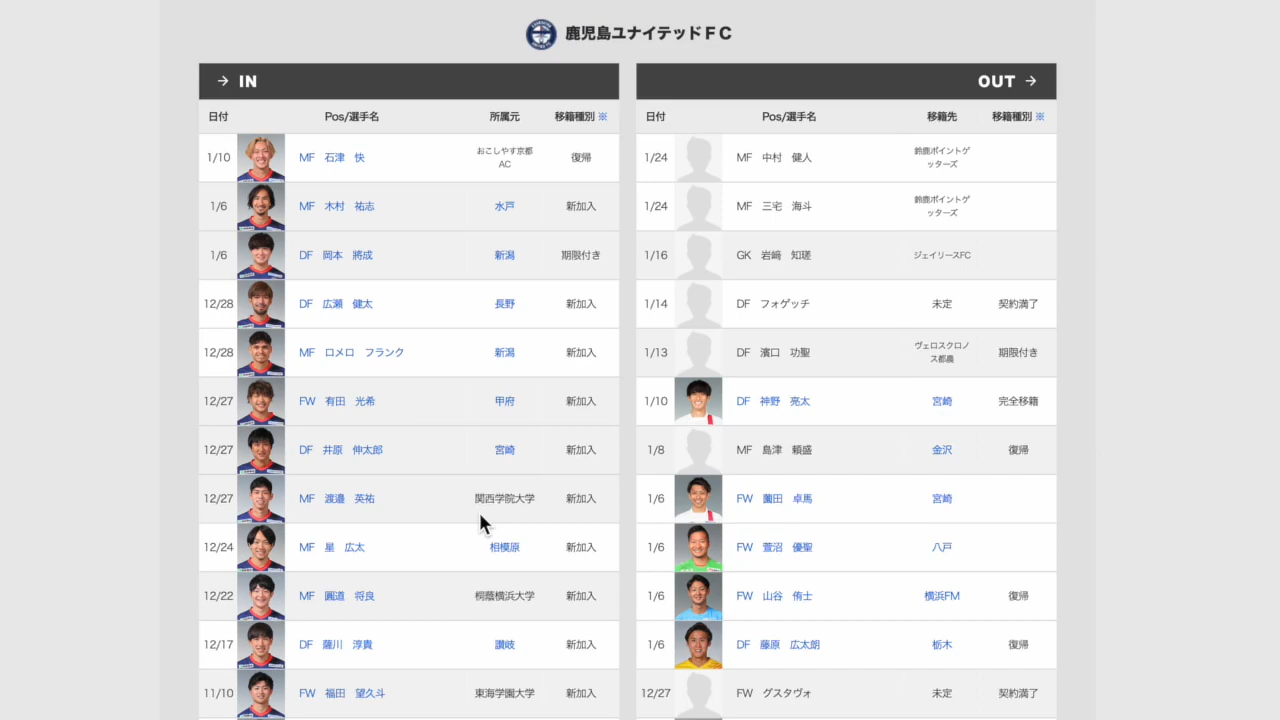 鹿児島ユナイテッドＦＣ
→ IN
日付 Pos/選手名 所属元 移籍種別 ※
1/10 MF 石津 快 おこしやす京都AC 復帰
1/6 MF 木村 祐志 水戸 新加入
1/6 DF 岡本 將成 新潟 期限付き
12/28 DF 広瀬 健太 長野 新加入
12/28 MF ロメロ フランク 新潟 新加入
12/27 FW 有田 光希 甲府 新加入
12/27 DF 井原 伸太郎 宮崎 新加入
12/27 MF 渡邉 英祐 関西学院大学 新加入
12/24 MF 星 広太 相模原 新加入
12/22 MF 圓道 将良 桐蔭横浜大学 新加入
12/17 DF 薩川 淳貴 讃岐 新加入
11/10 FW 福田 望久斗 東海学園大学 新加入
OUT →
日付 Pos/選手名 移籍先 移籍種別 ※
1/24 MF 中村 健人 鈴鹿ポイントゲッターズ
1/24 MF 三宅 海斗 鈴鹿ポイントゲッターズ
1/16 GK 岩﨑 知瑳 ジェイリースFC
1/14 DF フォゲッチ 未定 契約満了
1/13 DF 濱口 功聖 ヴェロスクロノス都農 期限付き
1/10 DF 神野 亮太 宮崎 完全移籍
1/8 MF 島津 頼盛 金沢 復帰
1/6 FW 薗田 卓馬 宮崎
1/6 FW 萱沼 優聖 八戸
1/6 FW 山谷 侑士 横浜FM 復帰
1/6 DF 藤原 広太朗 栃木 復帰
12/27 FW グスタヴォ 未定 契約満了